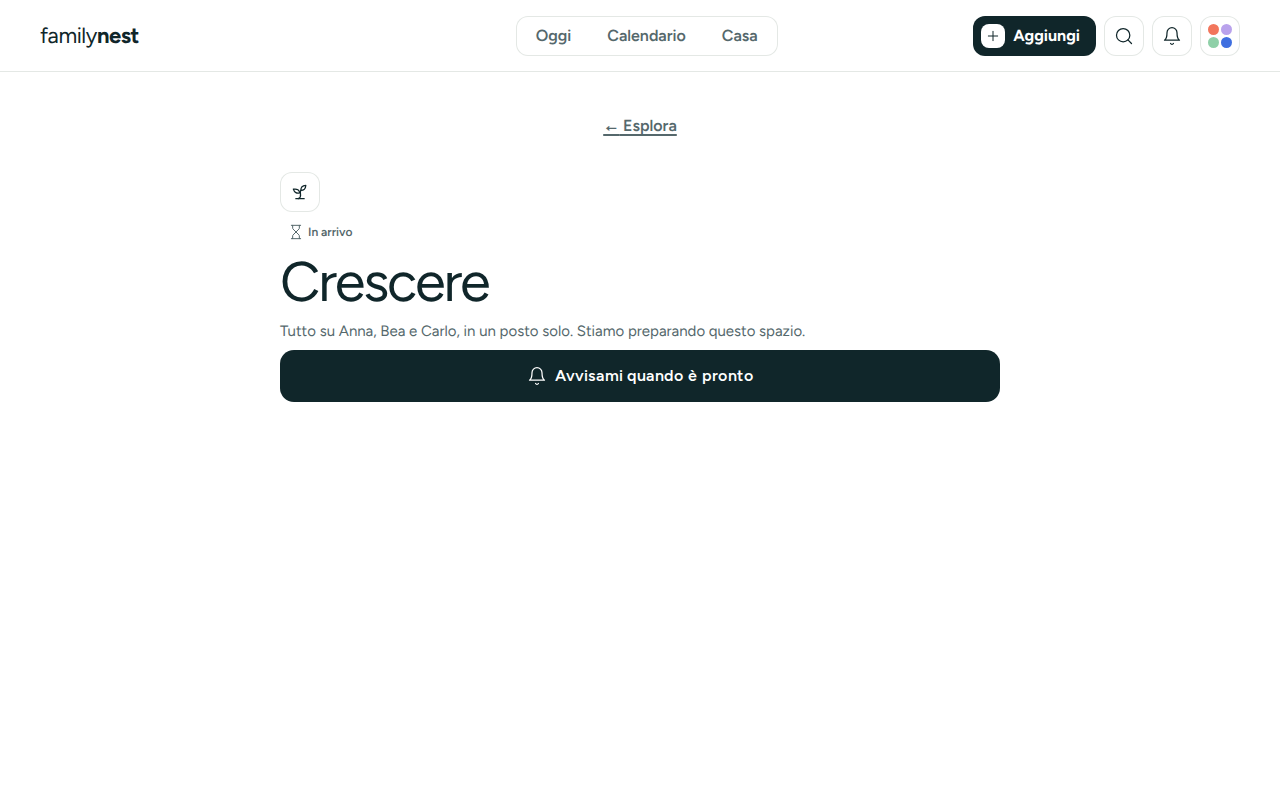 familynest
Oggi Calendario Casa
Aggiungi
← Esplora
In arrivo
Crescere
Tutto su Anna, Bea e Carlo, in un posto solo. Stiamo preparando questo spazio.
Avvisami quando è pronto